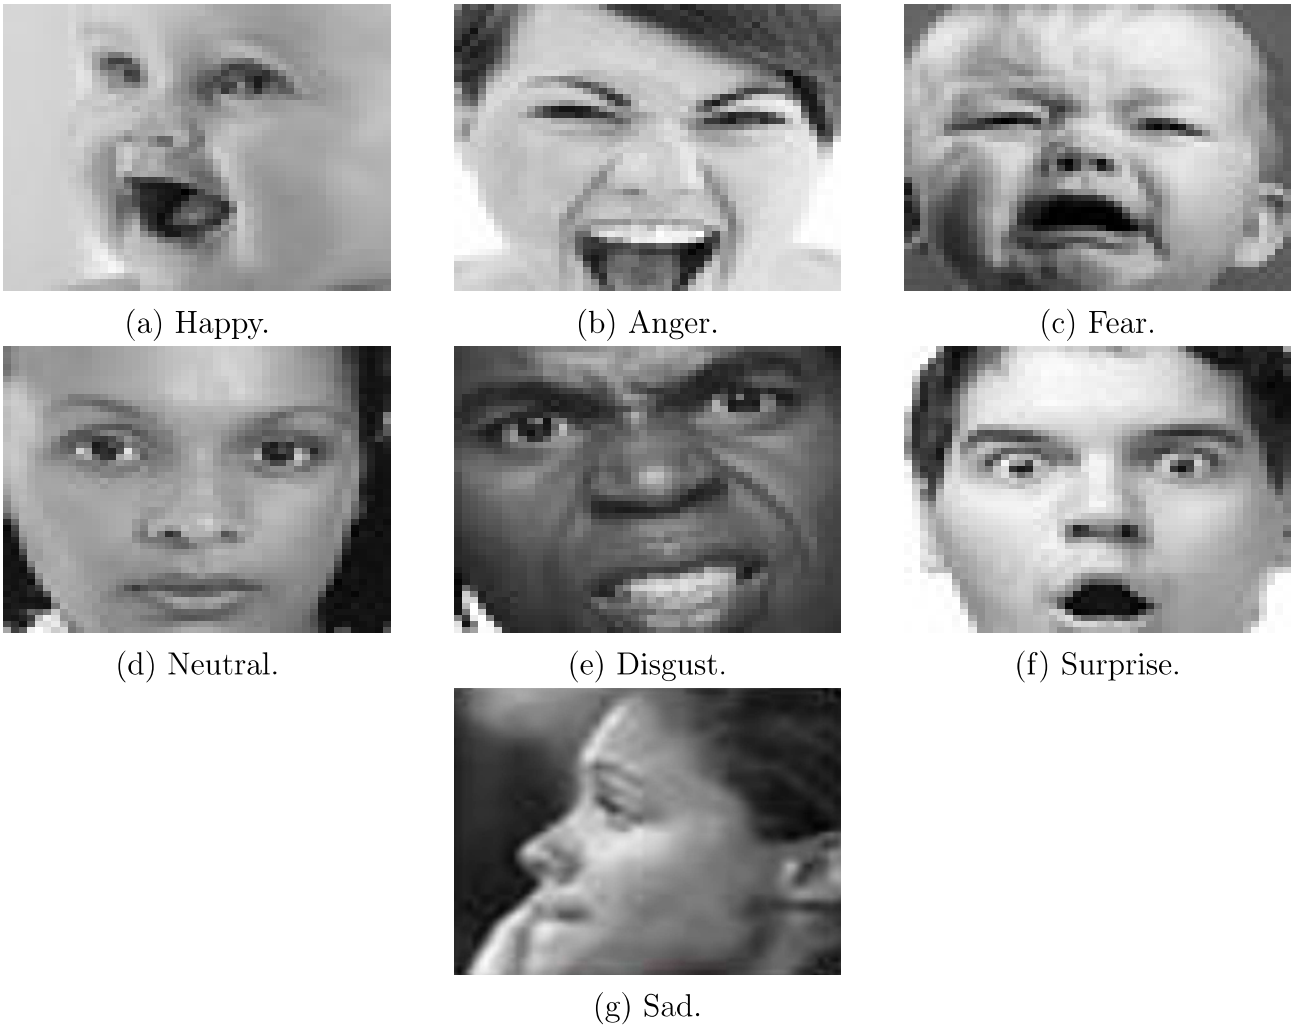 (a) Happy.
(b) Anger.
(c) Fear.
(d) Neutral.
(e) Disgust.
(f) Surprise.
(g) Sad.